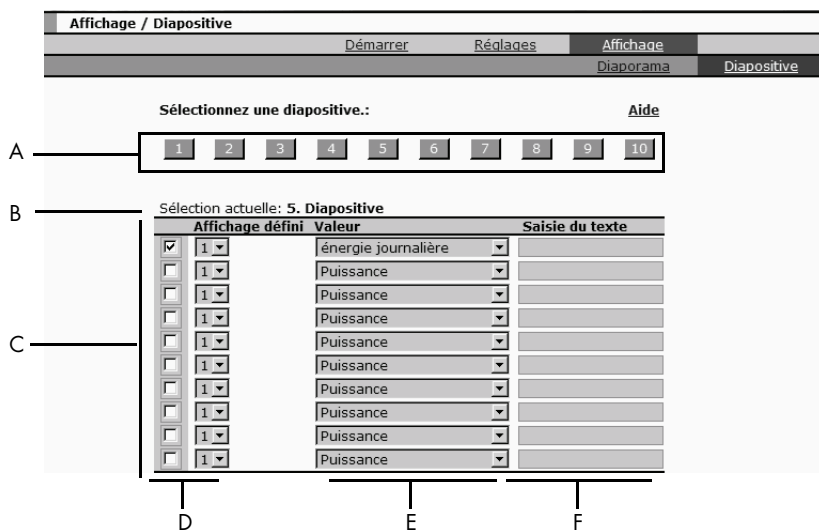 Affichage / Diapositive
Démarrer Réglages Affichage
Diaporama Diapositive
Sélectionnez une diapositive.: Aide
A 1 2 3 4 5 6 7 8 9 10
B Sélection actuelle: 5. Diapositive
Affichage défini Valeur Saisie du texte
1 énergie journalière
1 Puissance
1 Puissance
1 Puissance
C 1 Puissance
1 Puissance
1 Puissance
1 Puissance
1 Puissance
1 Puissance
D E F